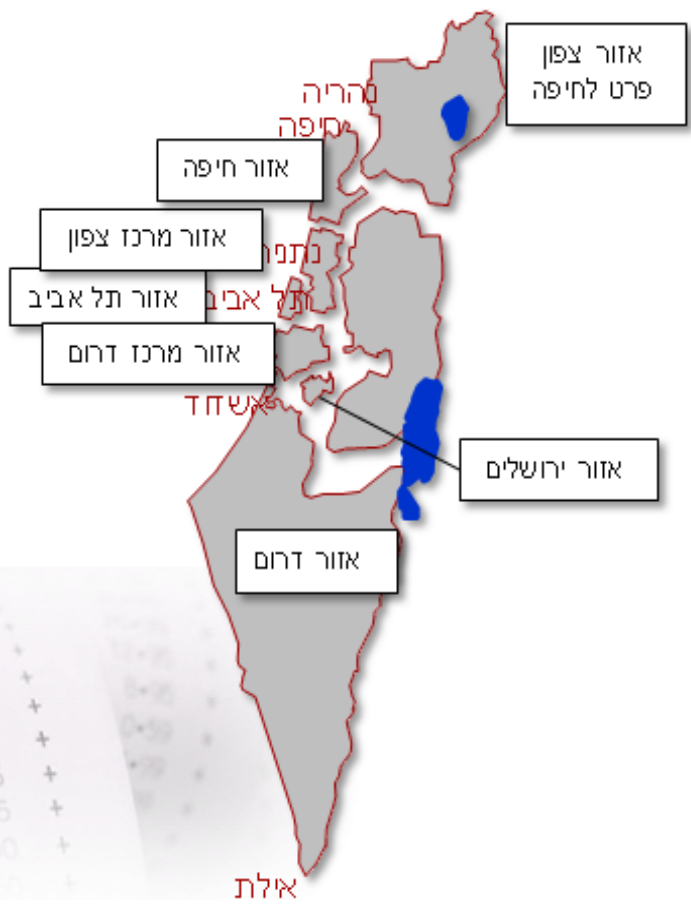 אזור צפון
פרט לחיפה
נהריה
חיפה
אזור חיפה
אזור מרכז צפון
אזור תל אביב
תל אביב
אזור מרכז דרום
אשדוד
אזור ירושלים
אזור דרום
אילת